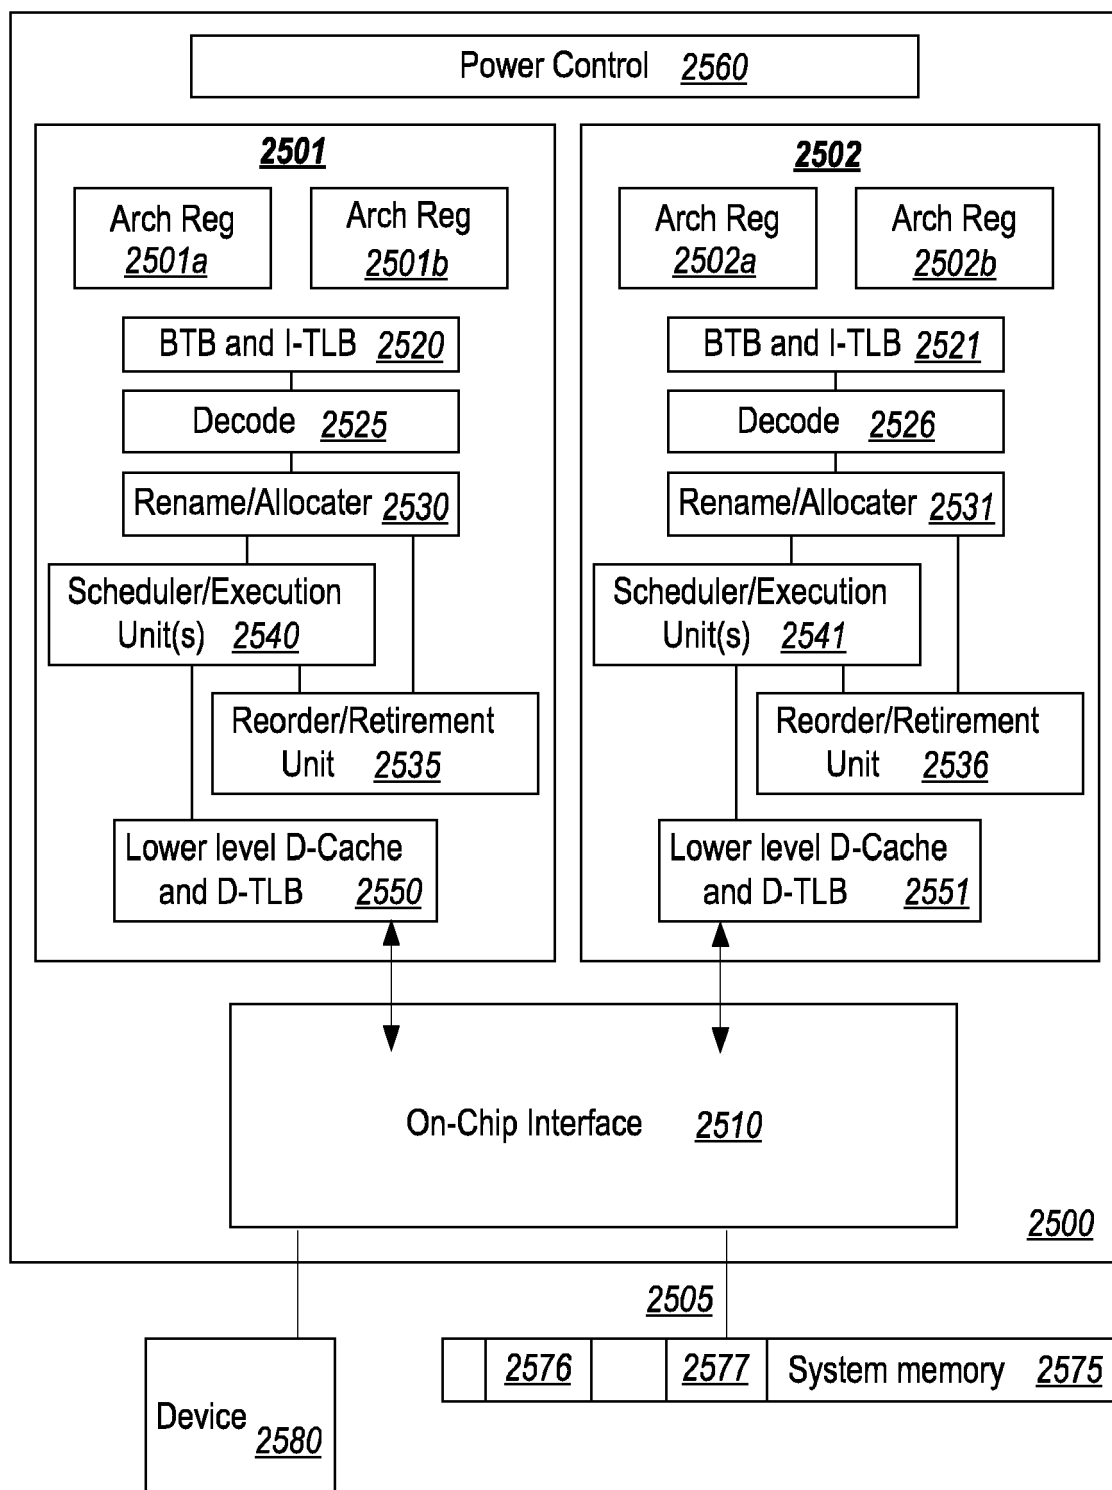 Power Control 2560
2501
Arch Reg
2501a
Arch Reg
2501b
BTB and I-TLB 2520
Decode 2525
Rename/Allocater 2530
Scheduler/Execution
Unit(s) 2540
Reorder/Retirement
Unit 2535
Lower level D-Cache
and D-TLB 2550
2502
Arch Reg
2502a
Arch Reg
2502b
BTB and I-TLB 2521
Decode 2526
Rename/Allocater 2531
Scheduler/Execution
Unit(s) 2541
Reorder/Retirement
Unit 2536
Lower level D-Cache
and D-TLB 2551
On-Chip Interface 2510
2500
2505
2576
2577
System memory 2575
Device 2580